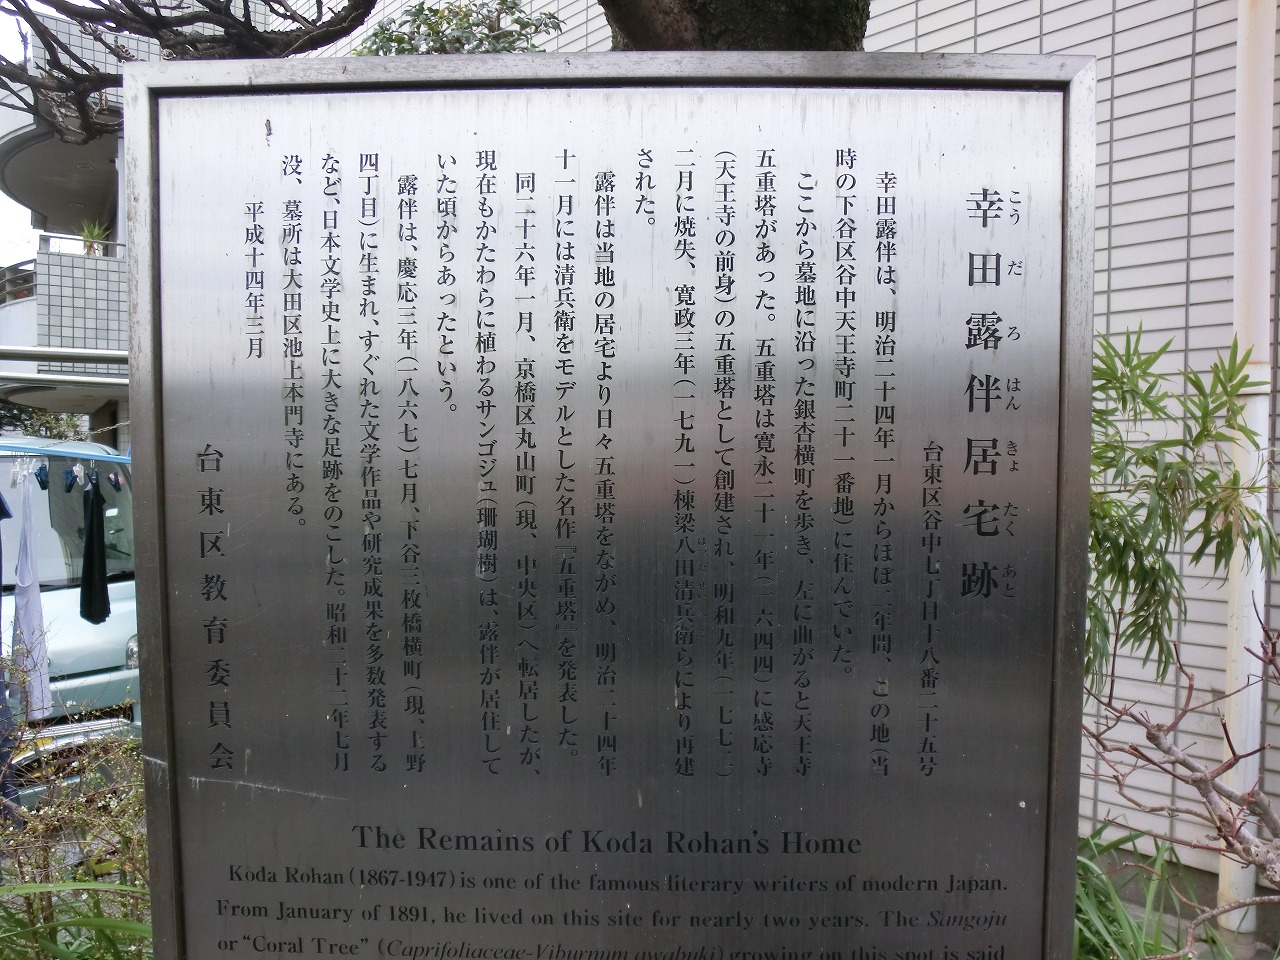 幸田露伴居宅跡
こうだろはんきょたくあと
台東区谷中七丁目十八番二十五号
幸田露伴は、明治二十四年一月からほぼ二年間、この地(当
時の下谷区谷中天王寺町二十一番地)に住んでいた。
ここから墓地に沿った銀杏横町を歩き、左に曲がると天王寺
五重塔があった。五重塔は寛永二十一年(一六四四)に感応寺
(天王寺の前身)の五重塔として創建され、明和九年(一七七二)
二月に焼失、寛政三年(一七九一)棟梁八田清兵衛らにより再建
された。
露伴は当地の居宅より日々五重塔をながめ、明治二十四年
十一月には清兵衛をモデルとした名作『五重塔』を発表した。
同二十六年一月、京橋区丸山町(現、中央区)へ転居したが、
現在もかたわらに植わるサンゴジュ(珊瑚樹)は、露伴が居住して
いた頃からあったという。
露伴は、慶応三年(一八六七)七月、下谷三枚橋横町(現、上野
四丁目)に生まれ、すぐれた文学作品や研究成果を多数発表する
など、日本文学史上に大きな足跡をのこした。昭和二十二年七月
没、墓所は大田区池上本門寺にある。
平成十四年三月
台東区教育委員会
The Remains of Koda Rohan's Home
Koda Rohan (1867-1947) is one of the famous literary writers of modern Japan.
From January of 1891, he lived on this site for nearly two years. The Sangoju
or "Coral Tree" (Caprifoliaceae-Viburnum awabuki) growing on this spot is said